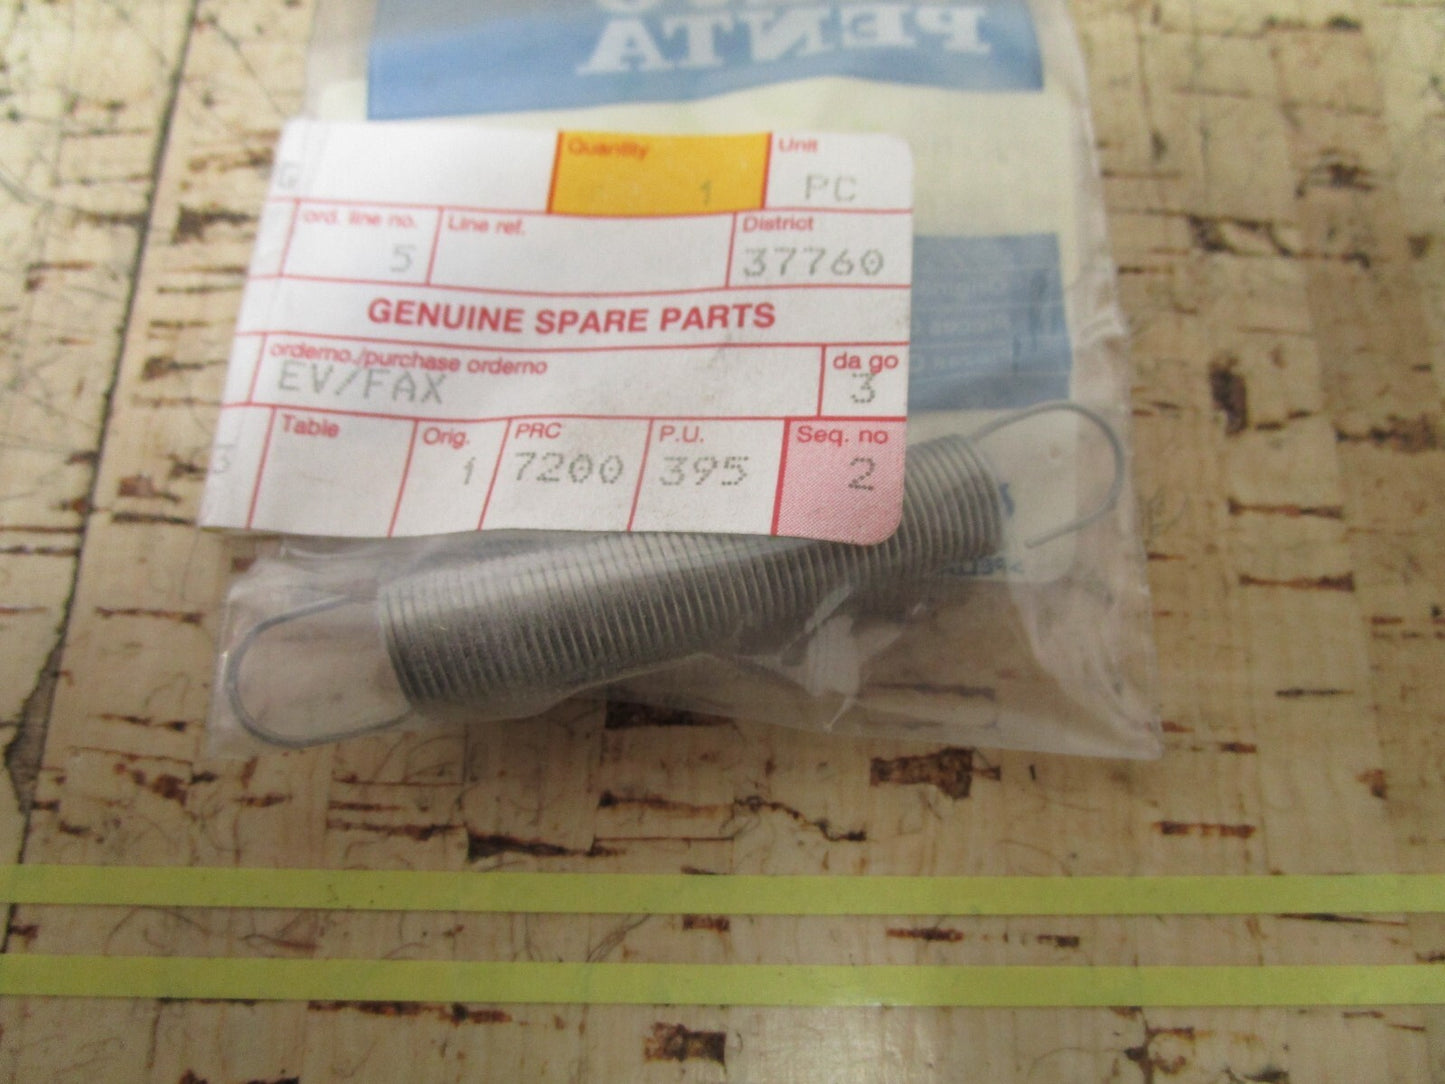 PENTA
Quantity Unit
G 1 PC
ord. line no. Line ref. District
5 37760
GENUINE SPARE PARTS
orderno./purchase orderno da go
EV/FAX 3
Table Orig. PRC P.U. Seq. no
3 1 7200 395 2